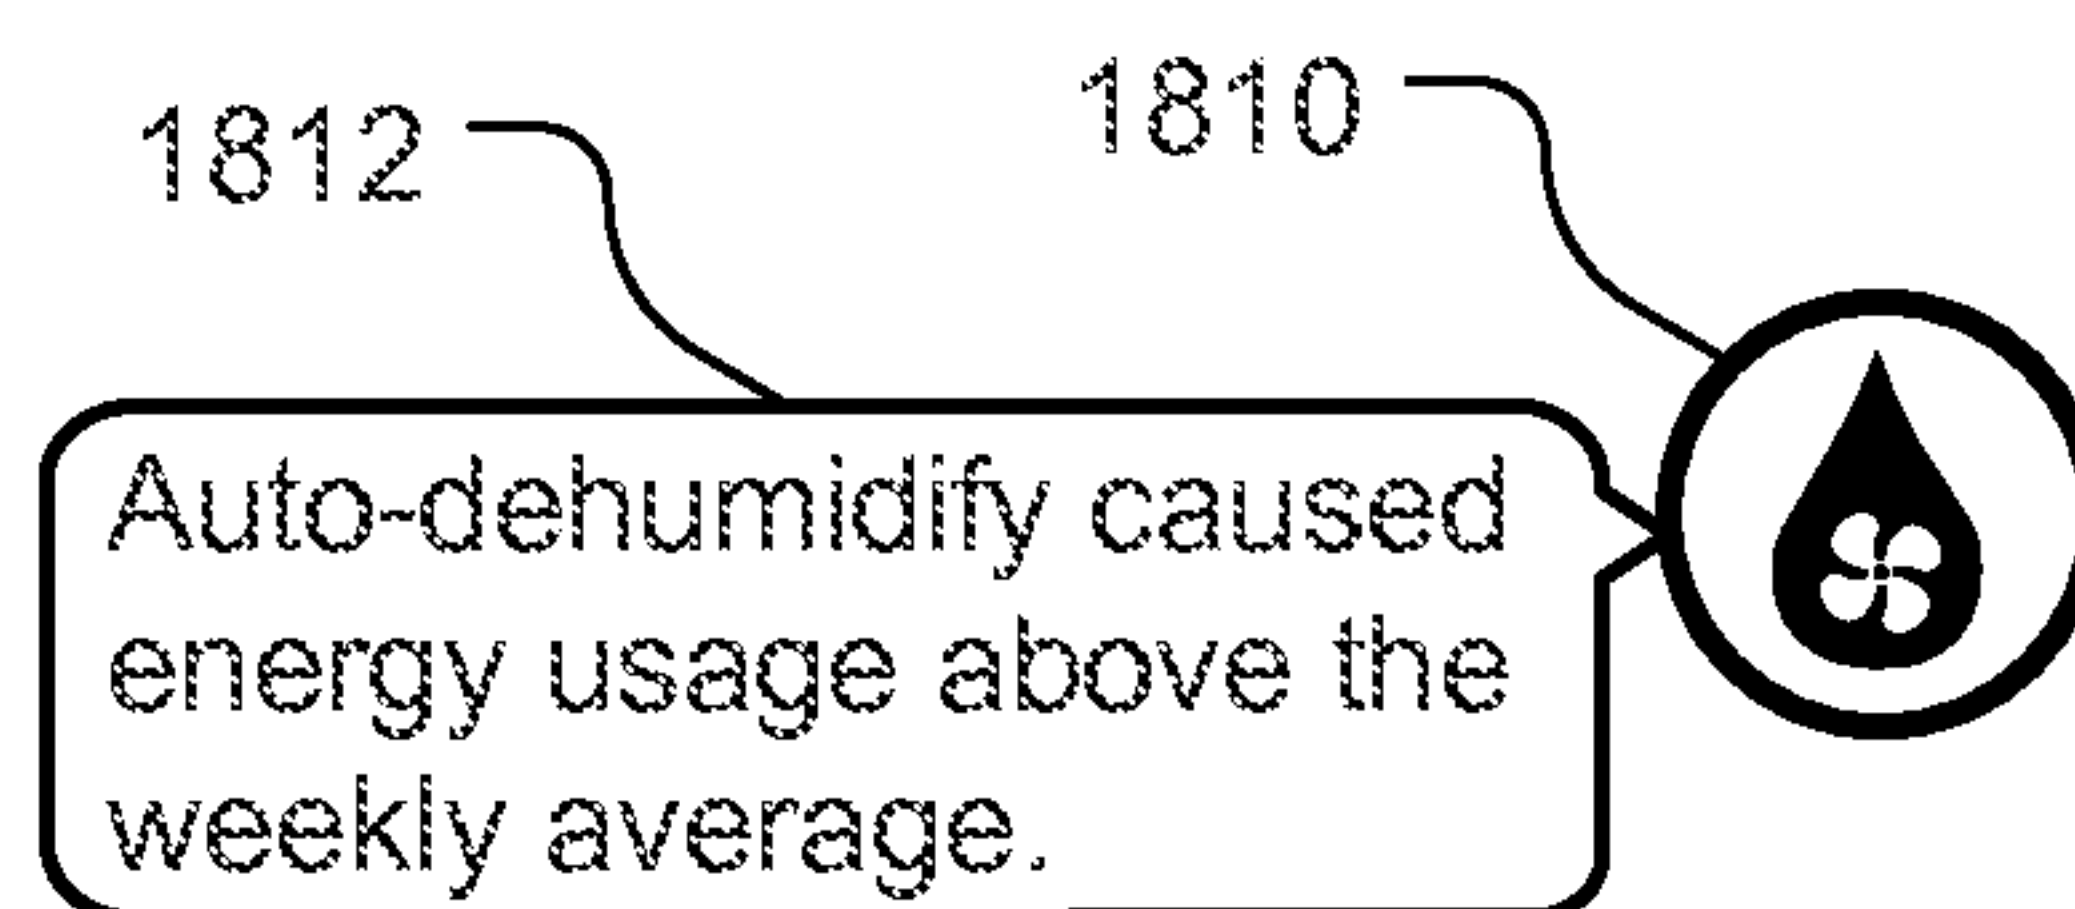 1812
1810
Auto-dehumidify caused
energy usage above the
weekly average.